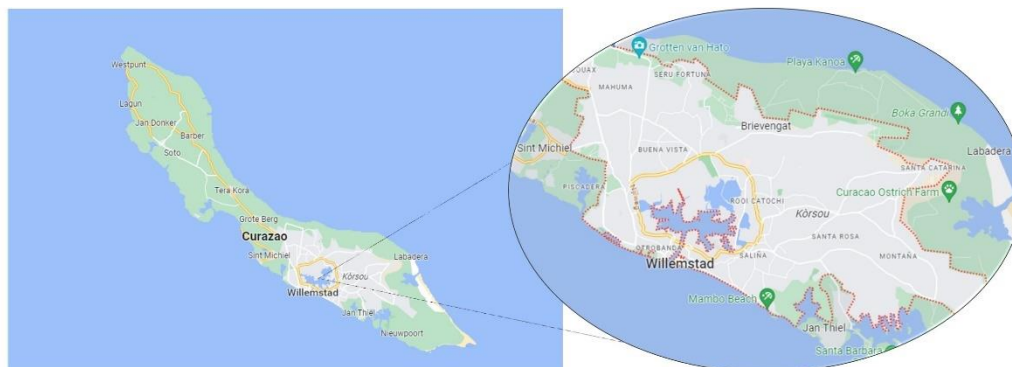 Westpunt
Lagun
Jan Donker
Barber
Soto
Tera Kora
Grote Berg
Curazao
Sint Michiel
Labadera
Kòrsou
Willemstad
Jan Thiel
Nieuwpoort
Grotten van Hato
Playa Kanoa
SERU FORTUNA
MAHUMA
Boka Grandi
Brievengat
Labadera
Sint Michiel
BUENA VISTA
SANTA CATARINA
PISCADERA
ROOI CATOCHI
Curacao Ostrich Farm
Kòrsou
OTROBANDA
SANTA ROSA
Willemstad
SALIÑA
MONTAÑA
Mambo Beach
Jan Thiel
Santa Barbara